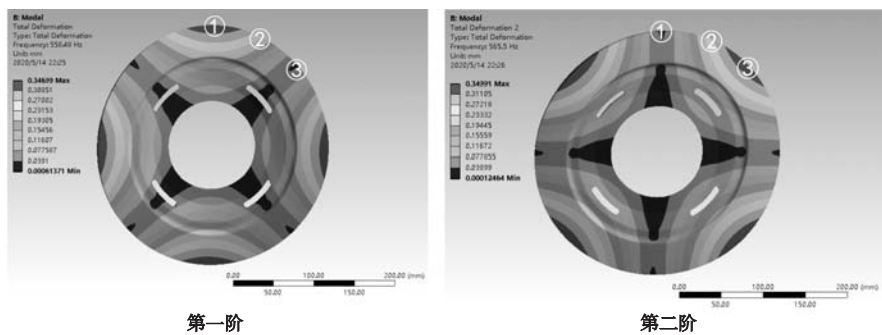 B: Modal
Total Deformation
Type: Total Deformation
Frequency: 550.49 Hz
Unit: mm
2020/5/14 22:25
0.34699 Max
0.30851
0.27002
0.23153
0.19305
0.15456
0.11607
0.077587
0.0391
0.00061371 Min
① ② ③
0.00 100.00 200.00 (mm)
50.00 150.00
第一阶
B: Modal
Total Deformation 2
Type: Total Deformation
Frequency: 565.5 Hz
Unit: mm
2020/5/14 22:26
0.34991 Max
0.31105
0.27218
0.23332
0.19445
0.15559
0.11672
0.077855
0.03899
0.00012464 Min
① ② ③
0.00 100.00 200.00 (mm)
50.00 150.00
第二阶